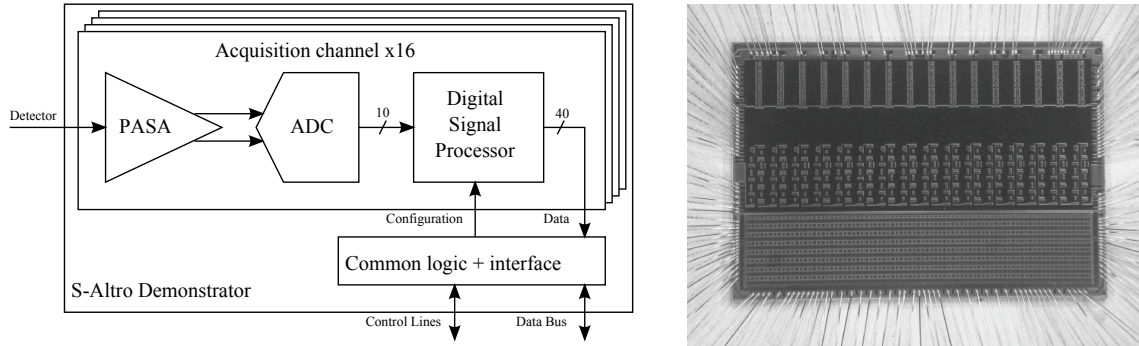 Acquisition channel x16
Detector
PASA
ADC
10
Digital
Signal
Processor
40
Configuration
Data
Common logic + interface
S-Altro Demonstrator
Control Lines
Data Bus